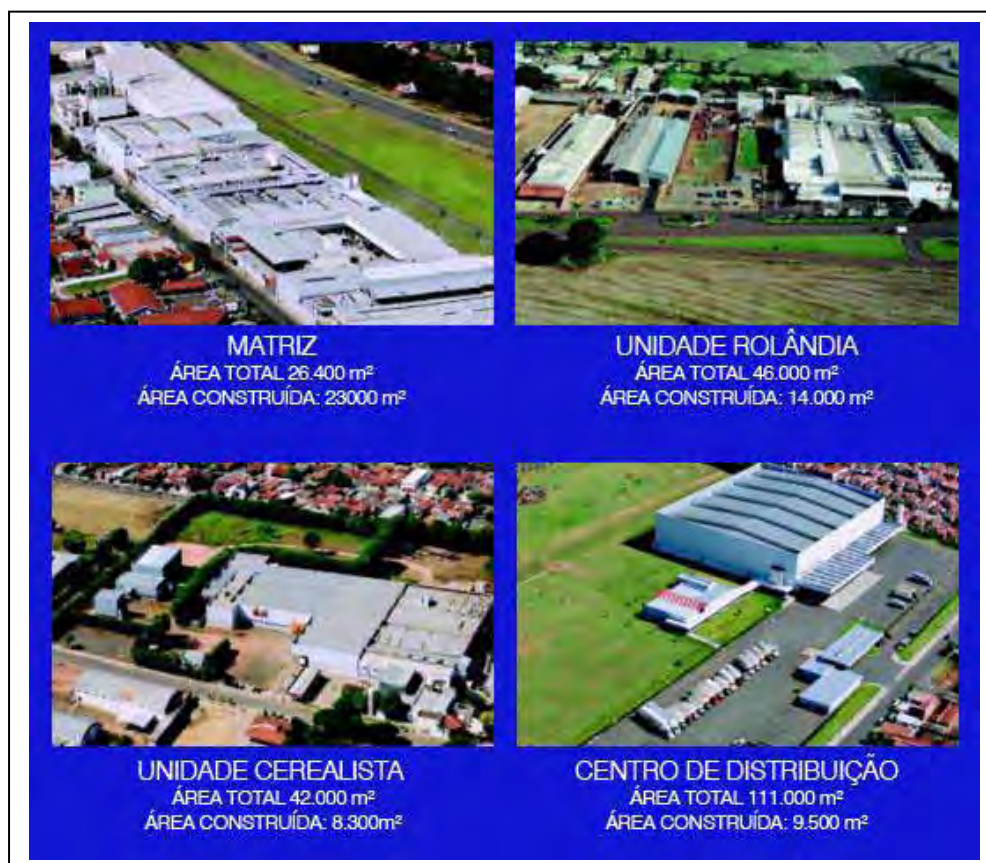 MATRIZ
ÁREA TOTAL 26.400 m²
ÁREA CONSTRUÍDA: 23000 m²
UNIDADE ROLÂNDIA
ÁREA TOTAL 46.000 m²
ÁREA CONSTRUÍDA: 14.000 m²
UNIDADE CEREALISTA
ÁREA TOTAL 42.000 m²
ÁREA CONSTRUÍDA: 8.300m²
CENTRO DE DISTRIBUIÇÃO
ÁREA TOTAL 111.000 m²
ÁREA CONSTRUÍDA: 9.500 m²